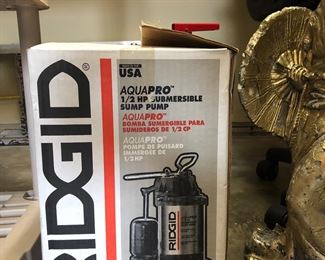 RIDGID
USA
AQUAPRO™
1/2 HP SUBMERSIBLE
SUMP PUMP
AQUAPRO™
BOMBA SUMERGIBLE PARA
SUMIDEROS DE 1/2 CP
AQUAPRO™
POMPE DE PUISARD
IMMERGÉE DE
1/2 HP
RIDGID